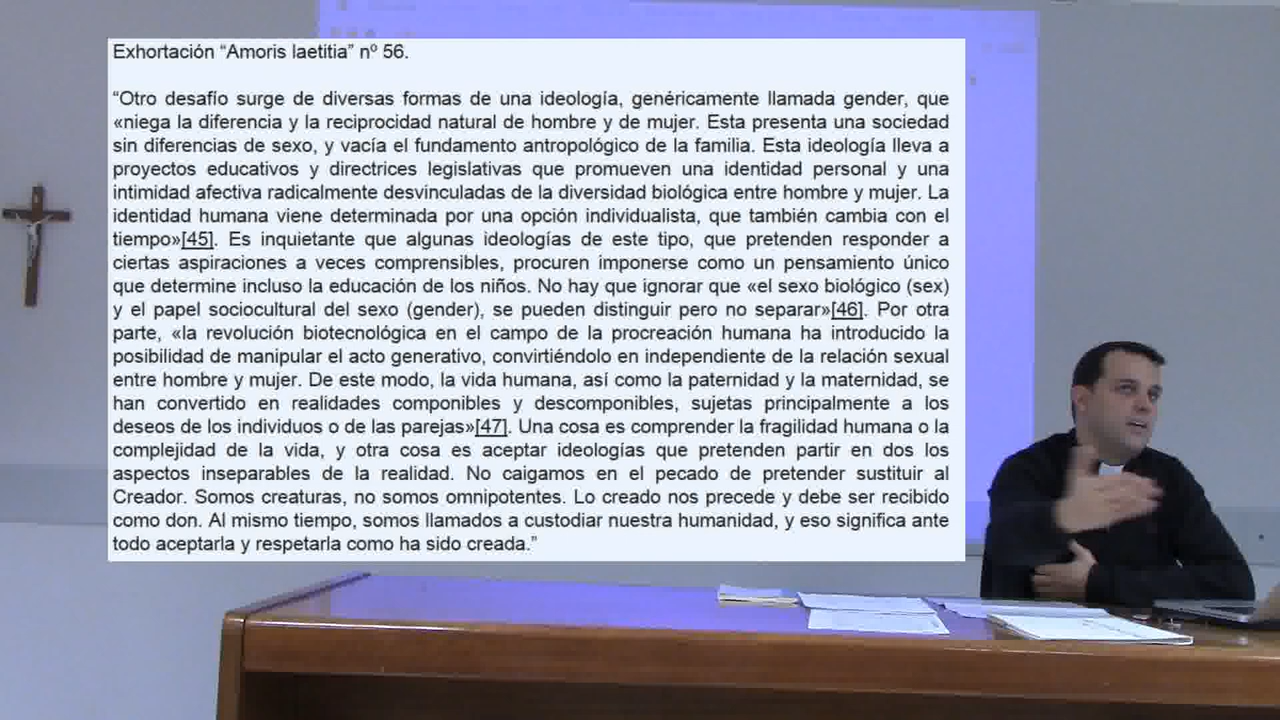 Exhortación “Amoris laetitia” nº 56.
“Otro desafío surge de diversas formas de una ideología, genéricamente llamada gender, que
«niega la diferencia y la reciprocidad natural de hombre y de mujer. Esta presenta una sociedad
sin diferencias de sexo, y vacía el fundamento antropológico de la familia. Esta ideología lleva a
proyectos educativos y directrices legislativas que promueven una identidad personal y una
intimidad afectiva radicalmente desvinculadas de la diversidad biológica entre hombre y mujer. La
identidad humana viene determinada por una opción individualista, que también cambia con el
tiempo»[45]. Es inquietante que algunas ideologías de este tipo, que pretenden responder a
ciertas aspiraciones a veces comprensibles, procuren imponerse como un pensamiento único
que determine incluso la educación de los niños. No hay que ignorar que «el sexo biológico (sex)
y el papel sociocultural del sexo (gender), se pueden distinguir pero no separar»[46]. Por otra
parte, «la revolución biotecnológica en el campo de la procreación humana ha introducido la
posibilidad de manipular el acto generativo, convirtiéndolo en independiente de la relación sexual
entre hombre y mujer. De este modo, la vida humana, así como la paternidad y la maternidad, se
han convertido en realidades componibles y descomponibles, sujetas principalmente a los
deseos de los individuos o de las parejas»[47]. Una cosa es comprender la fragilidad humana o la
complejidad de la vida, y otra cosa es aceptar ideologías que pretenden partir en dos los
aspectos inseparables de la realidad. No caigamos en el pecado de pretender sustituir al
Creador. Somos creaturas, no somos omnipotentes. Lo creado nos precede y debe ser recibido
como don. Al mismo tiempo, somos llamados a custodiar nuestra humanidad, y eso significa ante
todo aceptarla y respetarla como ha sido creada.”